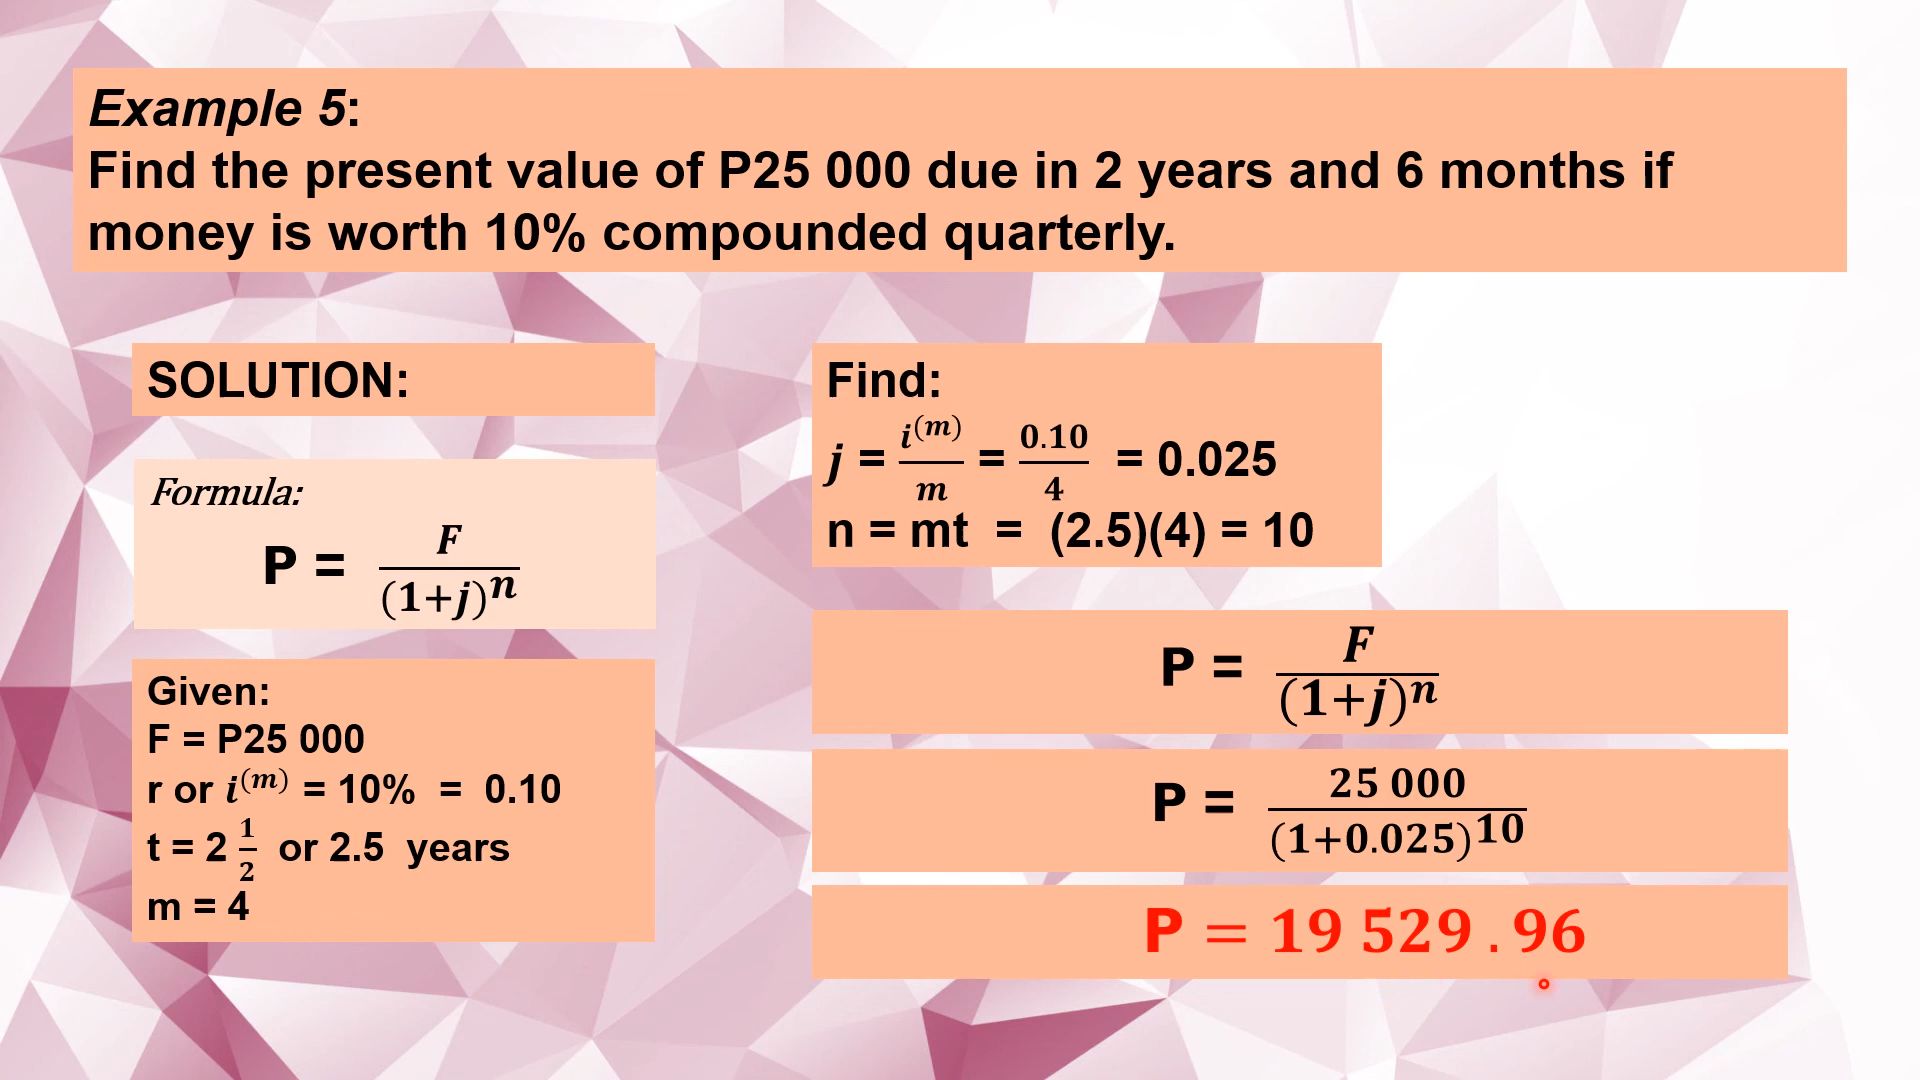 Example 5:
Find the present value of P25 000 due in 2 years and 6 months if
money is worth 10% compounded quarterly.
SOLUTION:
Formula:
P = F/(1+j)ⁿ
Given:
F = P25 000
r or i⁽ᵐ⁾ = 10% = 0.10
t = 2 1/2 or 2.5 years
m = 4
Find:
j = i⁽ᵐ⁾/m = 0.10/4 = 0.025
n = mt = (2.5)(4) = 10
P = F/(1+j)ⁿ
P = 25 000/(1+0.025)¹⁰
P = 19 529.96